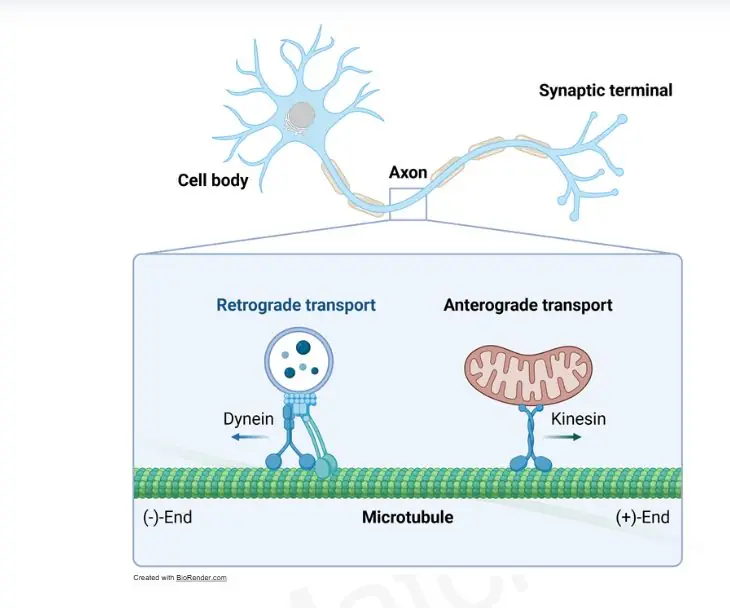 Synaptic terminal
Axon
Cell body
Retrograde transport
Anterograde transport
Dynein
Kinesin
(-)-End
Microtubule
(+)-End
Created with BioRender.com